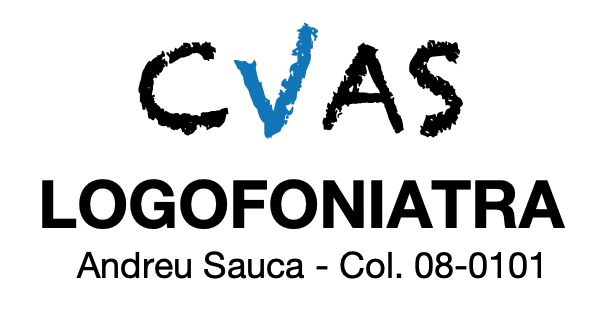 CVAS
LOGOFONIATRA
Andreu Sauca - Col. 08-0101